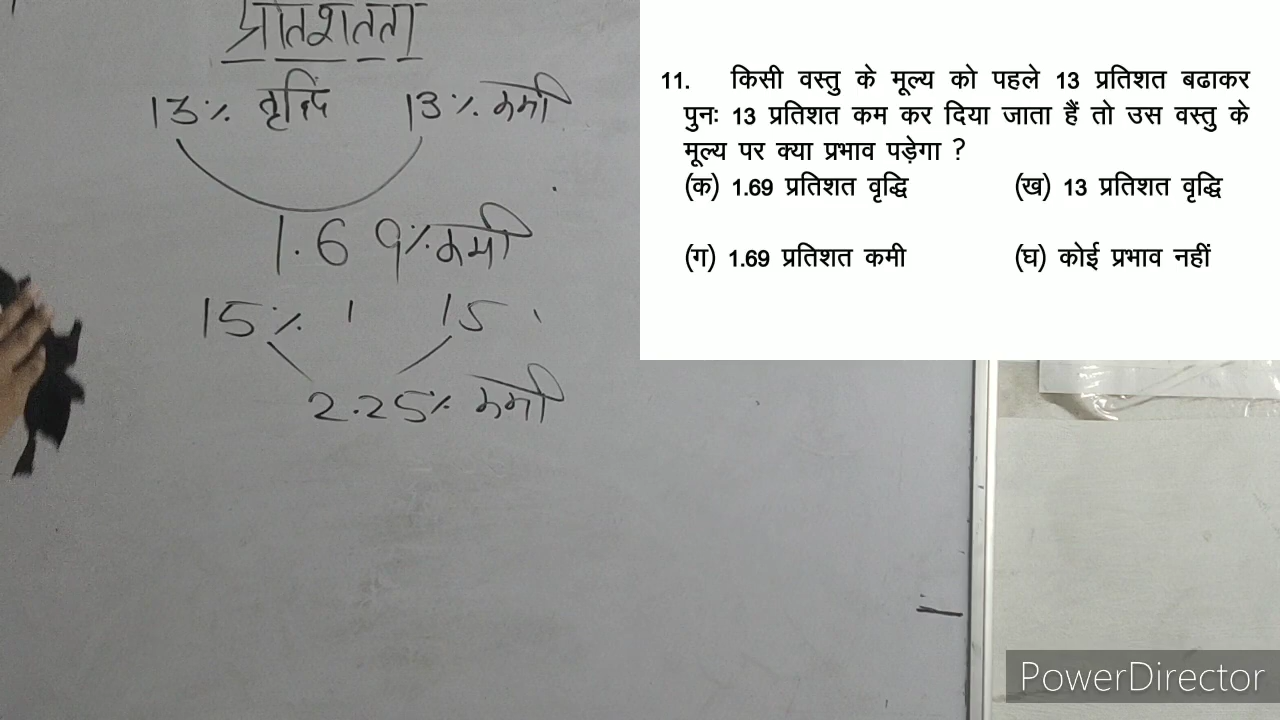 प्रतिशतता
13% वृद्धि 13% कमी
1.69% कमी
15% 15
2.25% कमी
11. किसी वस्तु के मूल्य को पहले 13 प्रतिशत बढाकर
पुनः 13 प्रतिशत कम कर दिया जाता हैं तो उस वस्तु के
मूल्य पर क्या प्रभाव पड़ेगा ?
(क) 1.69 प्रतिशत वृद्धि (ख) 13 प्रतिशत वृद्धि
(ग) 1.69 प्रतिशत कमी (घ) कोई प्रभाव नहीं
PowerDirector